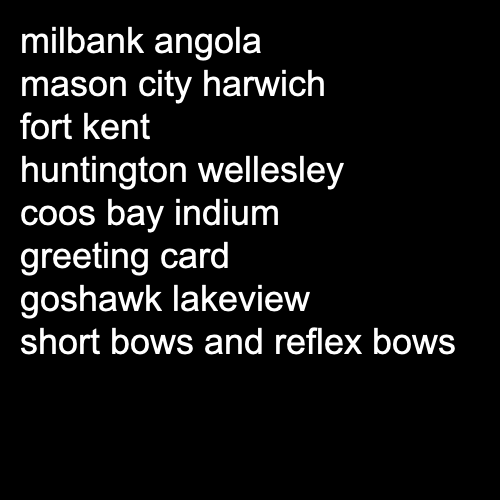 milbank angola
mason city harwich
fort kent
huntington wellesley
coos bay indium
greeting card
goshawk lakeview
short bows and reflex bows